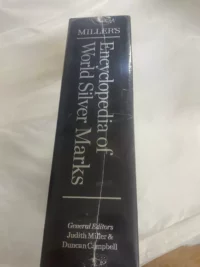 MILLER'S
Encyclopedia of
World Silver Marks
General Editors
Judith Miller &
Duncan Campbell